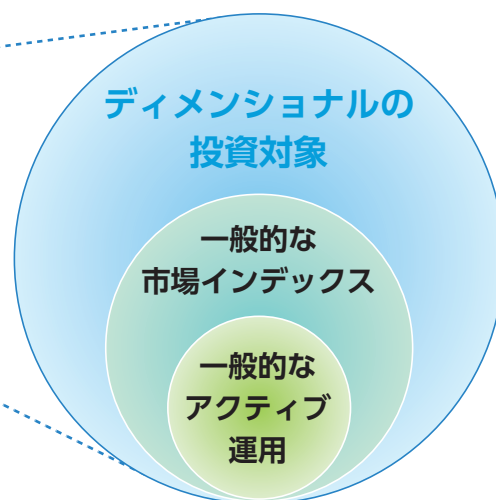 ディメンショナルの
投資対象
一般的な
市場インデックス
一般的な
アクティブ
運用